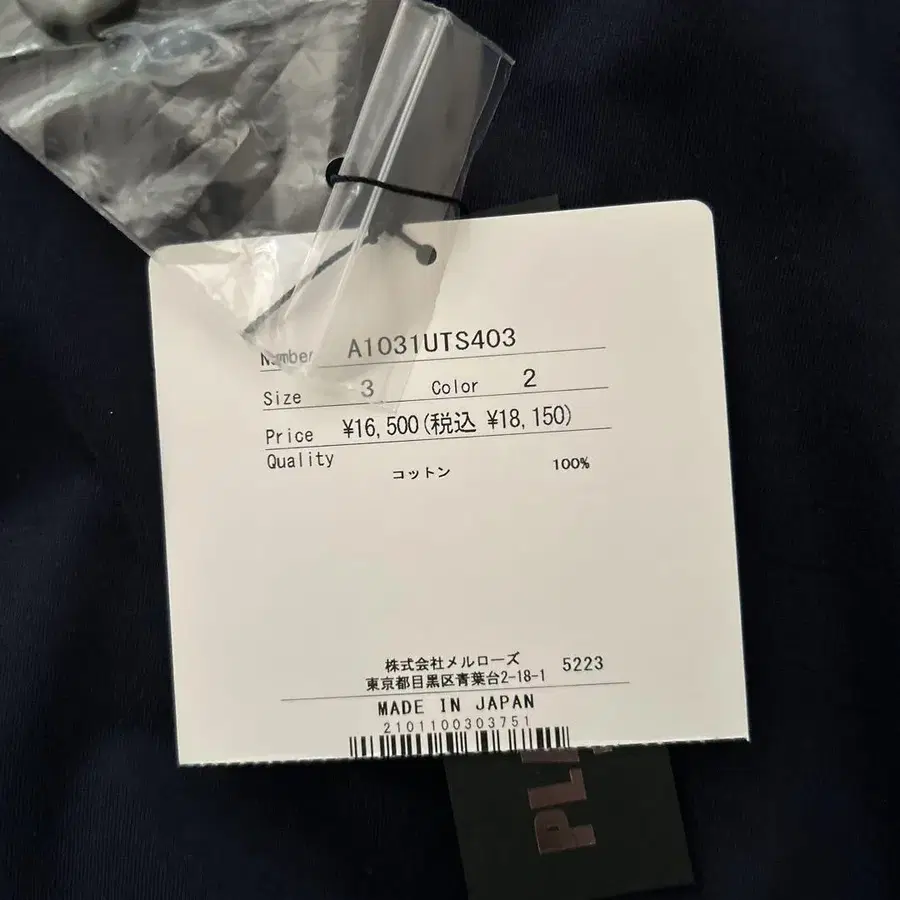 Number A1031UTS403
Size 3 Color 2
Price ¥16,500(税込 ¥18,150)
Quality
コットン 100%
株式会社メルローズ 5223
東京都目黒区青葉台2-18-1
MADE IN JAPAN
2101100303751
PL